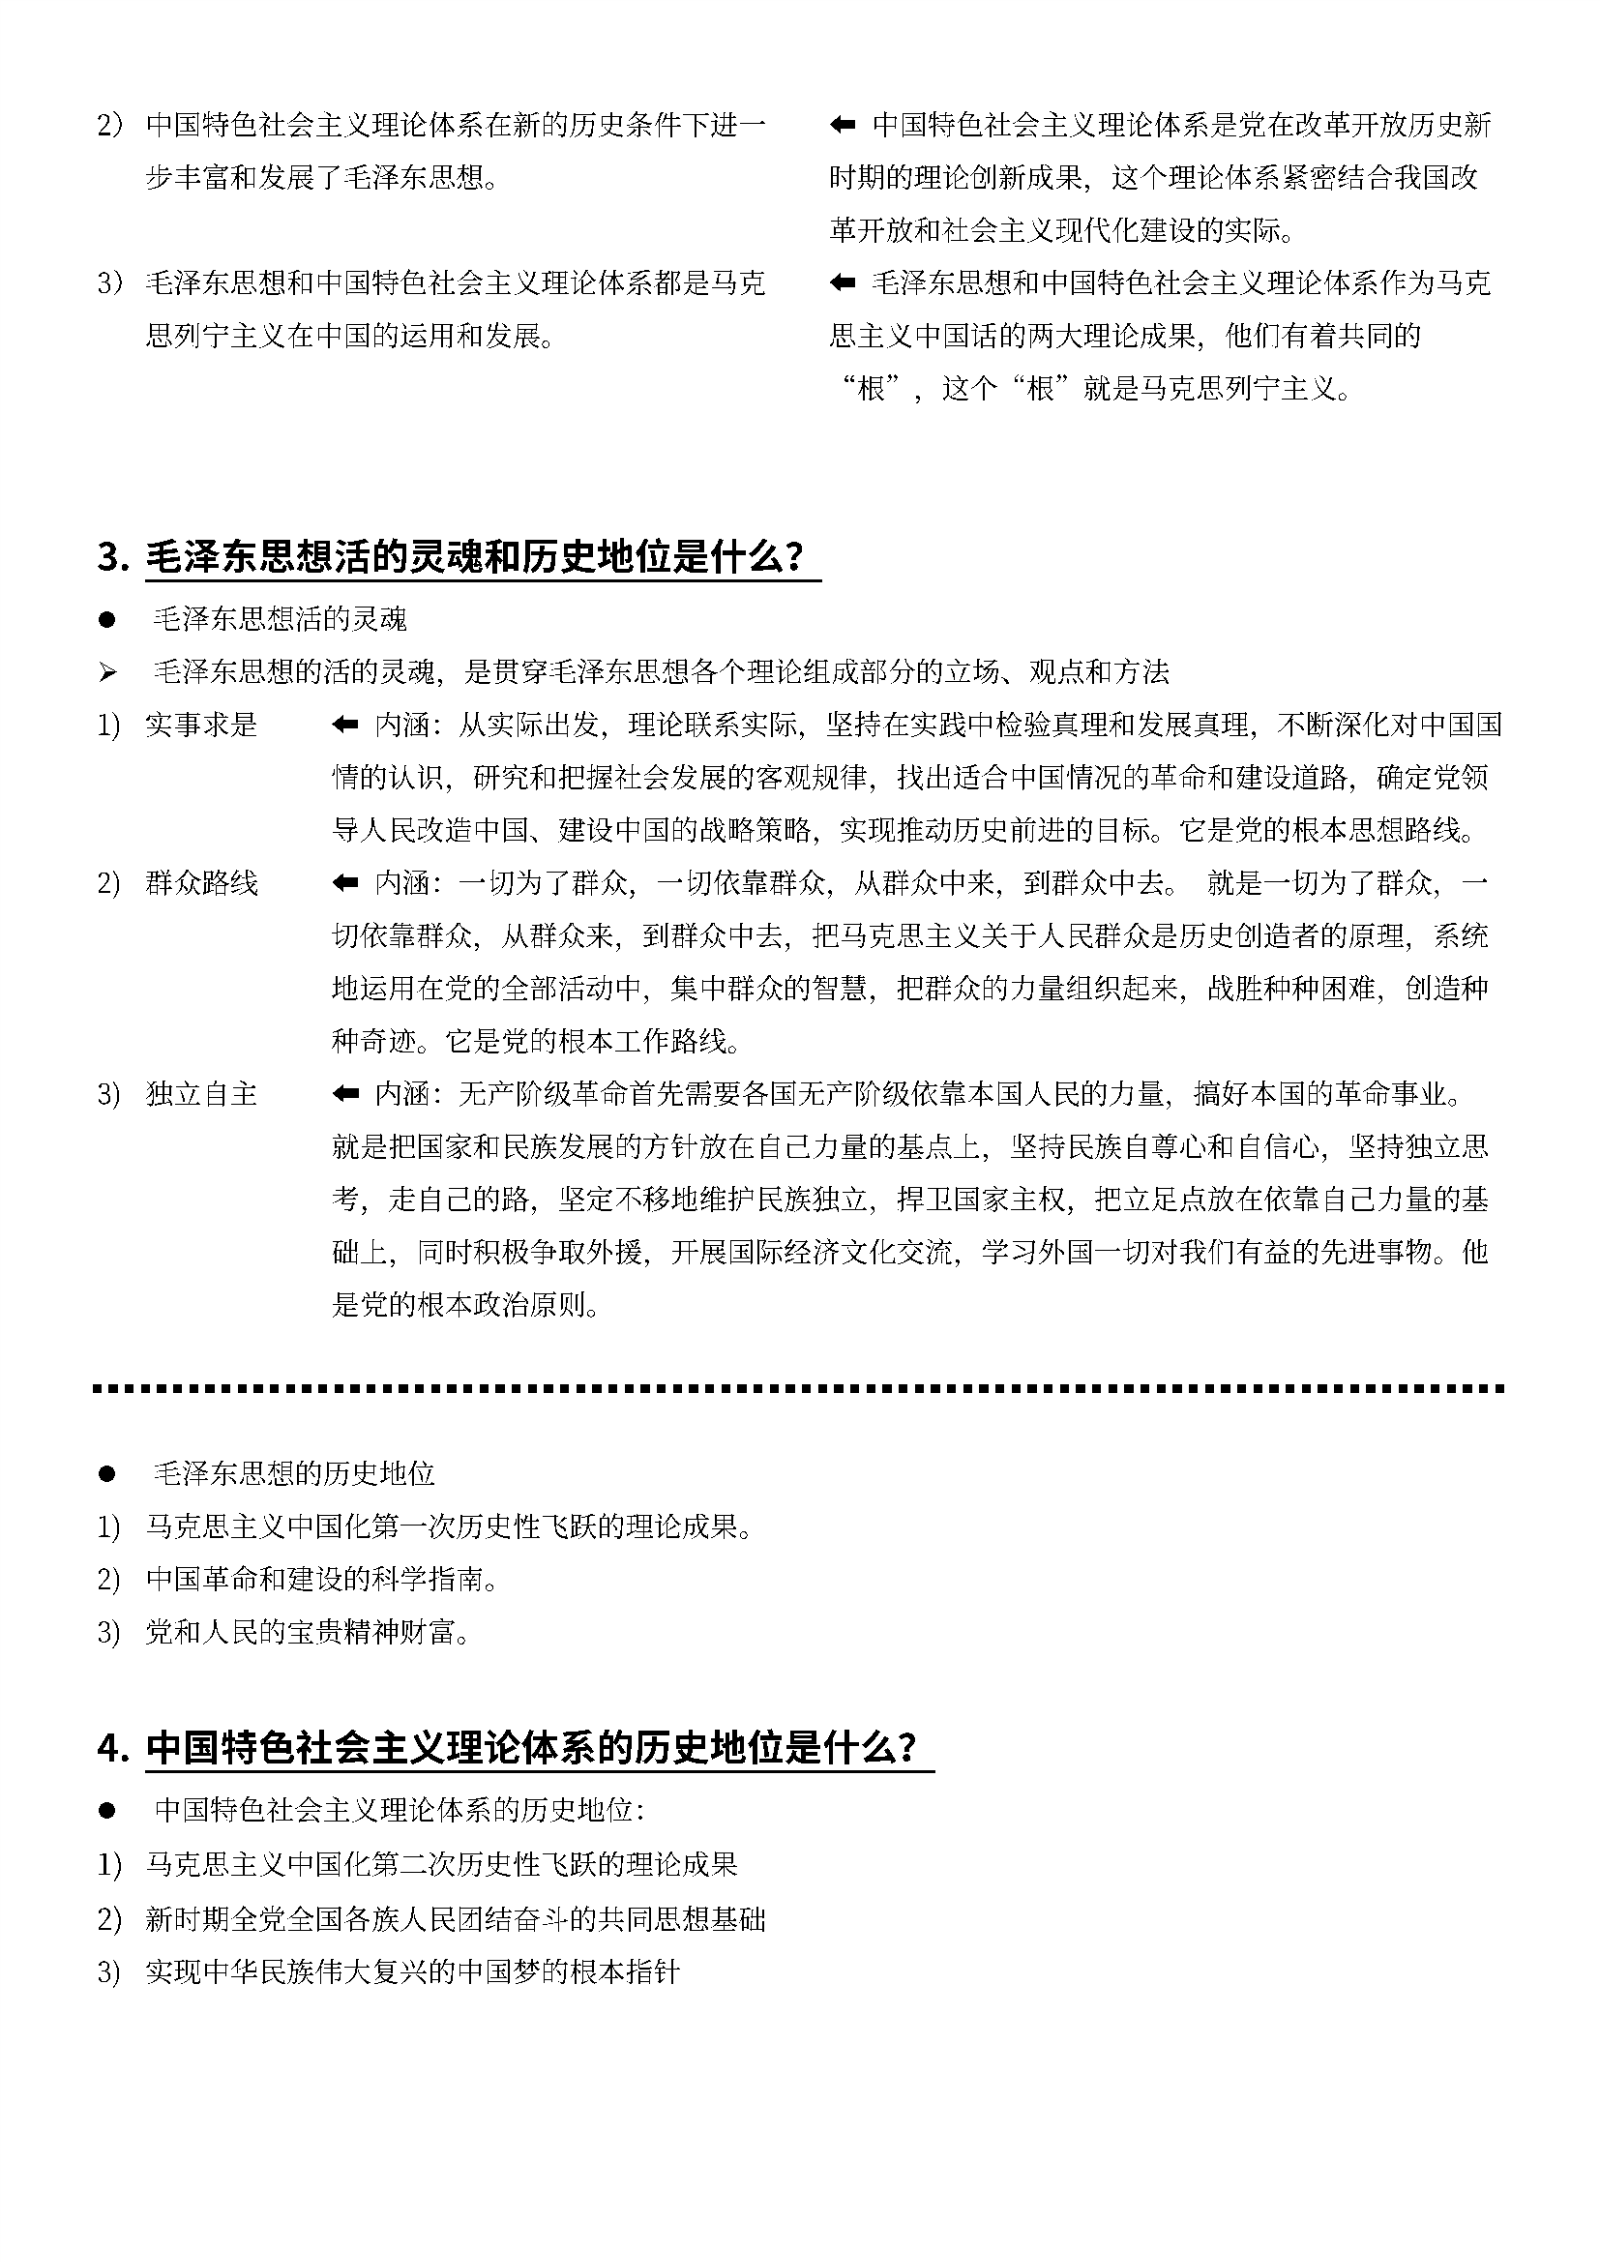 2） 中国特色社会主义理论体系在新的历史条件下进一
步丰富和发展了毛泽东思想。
⬅ 中国特色社会主义理论体系是党在改革开放历史新
时期的理论创新成果，这个理论体系紧密结合我国改
革开放和社会主义现代化建设的实际。
3） 毛泽东思想和中国特色社会主义理论体系都是马克
思列宁主义在中国的运用和发展。
⬅ 毛泽东思想和中国特色社会主义理论体系作为马克
思主义中国话的两大理论成果，他们有着共同的
“根”，这个“根”就是马克思列宁主义。
3. 毛泽东思想活的灵魂和历史地位是什么？
● 毛泽东思想活的灵魂
➢ 毛泽东思想的活的灵魂，是贯穿毛泽东思想各个理论组成部分的立场、观点和方法
1) 实事求是 ⬅ 内涵：从实际出发，理论联系实际，坚持在实践中检验真理和发展真理，不断深化对中国国
情的认识，研究和把握社会发展的客观规律，找出适合中国情况的革命和建设道路，确定党领
导人民改造中国、建设中国的战略策略，实现推动历史前进的目标。它是党的根本思想路线。
2) 群众路线 ⬅ 内涵：一切为了群众，一切依靠群众，从群众中来，到群众中去。 就是一切为了群众，一
切依靠群众，从群众来，到群众中去，把马克思主义关于人民群众是历史创造者的原理，系统
地运用在党的全部活动中，集中群众的智慧，把群众的力量组织起来，战胜种种困难，创造种
种奇迹。它是党的根本工作路线。
3) 独立自主 ⬅ 内涵：无产阶级革命首先需要各国无产阶级依靠本国人民的力量，搞好本国的革命事业。
就是把国家和民族发展的方针放在自己力量的基点上，坚持民族自尊心和自信心，坚持独立思
考，走自己的路，坚定不移地维护民族独立，捍卫国家主权，把立足点放在依靠自己力量的基
础上，同时积极争取外援，开展国际经济文化交流，学习外国一切对我们有益的先进事物。他
是党的根本政治原则。
● 毛泽东思想的历史地位
1) 马克思主义中国化第一次历史性飞跃的理论成果。
2) 中国革命和建设的科学指南。
3) 党和人民的宝贵精神财富。
4. 中国特色社会主义理论体系的历史地位是什么？
● 中国特色社会主义理论体系的历史地位：
1) 马克思主义中国化第二次历史性飞跃的理论成果
2) 新时期全党全国各族人民团结奋斗的共同思想基础
3) 实现中华民族伟大复兴的中国梦的根本指针